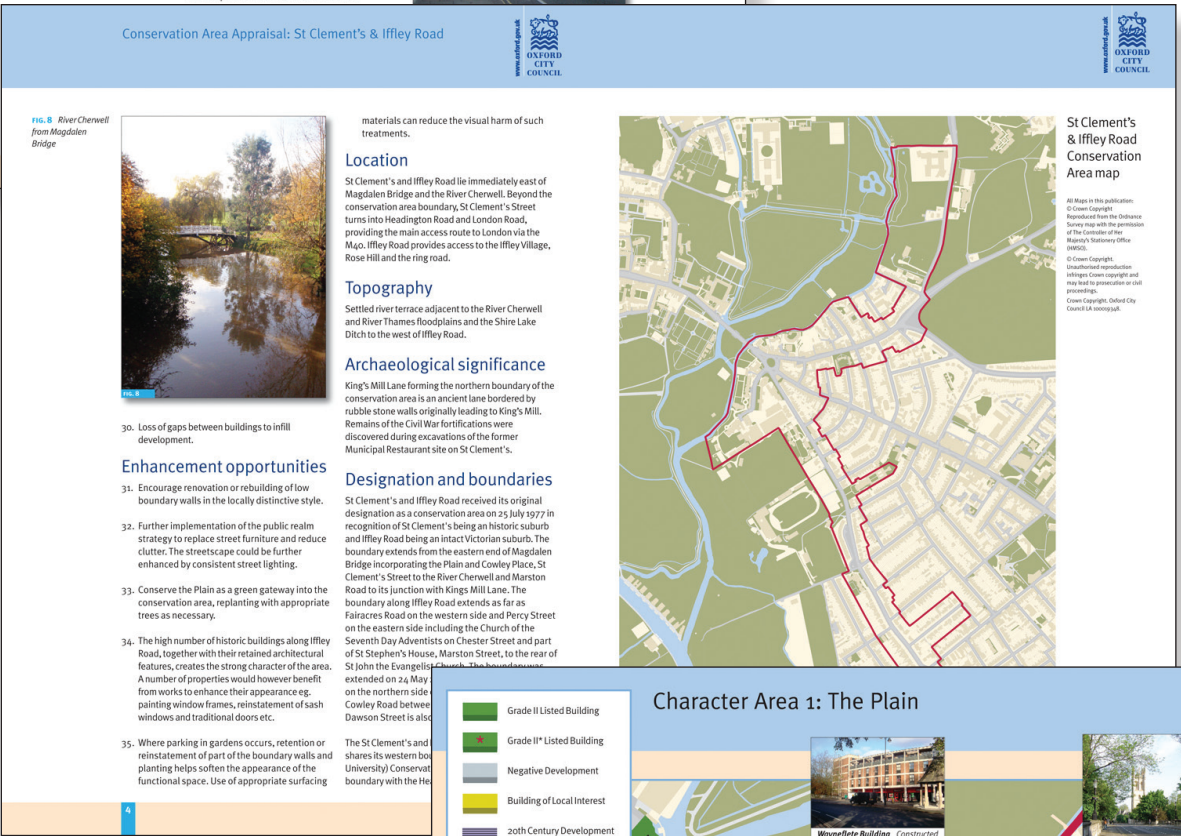 Conservation Area Appraisal: St Clement's & Iffley Road
www.oxford.gov.uk
OXFORD
CITY
COUNCIL
www.oxford.gov.uk
OXFORD
CITY
COUNCIL
FIG. 8 River Cherwell
from Magdalen
Bridge
FIG. 8
30. Loss of gaps between buildings to infill
development.
Enhancement opportunities
31. Encourage renovation or rebuilding of low
boundary walls in the locally distinctive style.
32. Further implementation of the public realm
strategy to replace street furniture and reduce
clutter. The streetscape could be further
enhanced by consistent street lighting.
33. Conserve the Plain as a green gateway into the
conservation area, replanting with appropriate
trees as necessary.
34. The high number of historic buildings along Iffley
Road, together with their retained architectural
features, creates the strong character of the area.
A number of properties would however benefit
from works to enhance their appearance eg.
painting window frames, reinstatement of sash
windows and traditional doors etc.
35. Where parking in gardens occurs, retention or
reinstatement of part of the boundary walls and
planting helps soften the appearance of the
functional space. Use of appropriate surfacing
4
materials can reduce the visual harm of such
treatments.
Location
St Clement's and Iffley Road lie immediately east of
Magdalen Bridge and the River Cherwell. Beyond the
conservation area boundary, St Clement's Street
turns into Headington Road and London Road,
providing the main access route to London via the
M40. Iffley Road provides access to the Iffley Village,
Rose Hill and the ring road.
Topography
Settled river terrace adjacent to the River Cherwell
and River Thames floodplains and the Shire Lake
Ditch to the west of Iffley Road.
Archaeological significance
King's Mill Lane forming the northern boundary of the
conservation area is an ancient lane bordered by
rubble stone walls originally leading to King's Mill.
Remains of the Civil War fortifications were
discovered during excavations of the former
Municipal Restaurant site on St Clement's.
Designation and boundaries
St Clement's and Iffley Road received its original
designation as a conservation area on 25 July 1977 in
recognition of St Clement's being an historic suburb
and Iffley Road being an intact Victorian suburb. The
boundary extends from the eastern end of Magdalen
Bridge incorporating the Plain and Cowley Place, St
Clement's Street to the River Cherwell and Marston
Road to its junction with Kings Mill Lane. The
boundary along Iffley Road extends as far as
Fairacres Road on the western side and Percy Street
on the eastern side including the Church of the
Seventh Day Adventists on Chester Street and part
of St Stephen's House, Marston Street, to the rear of
St John the Evangelist Church. The boundary was
extended on 24 May
on the northern side
Cowley Road betwee
Dawson Street is also
The St Clement's and
shares its western bou
University) Conservat
boundary with the He
St Clement's
& Iffley Road
Conservation
Area map
All Maps in this publication:
© Crown Copyright
Reproduced from the Ordnance
Survey map with the permission
of The Controller of Her
Majesty's Stationery Office
(HMSO).
© Crown Copyright.
Unauthorised reproduction
infringes Crown copyright and
may lead to prosecution or civil
proceedings.
Crown Copyright. Oxford City
Council LA 100019348.
Character Area 1: The Plain
Grade II Listed Building
Grade II* Listed Building
Negative Development
Building of Local Interest
20th Century Development
Waynflete Building Constructed